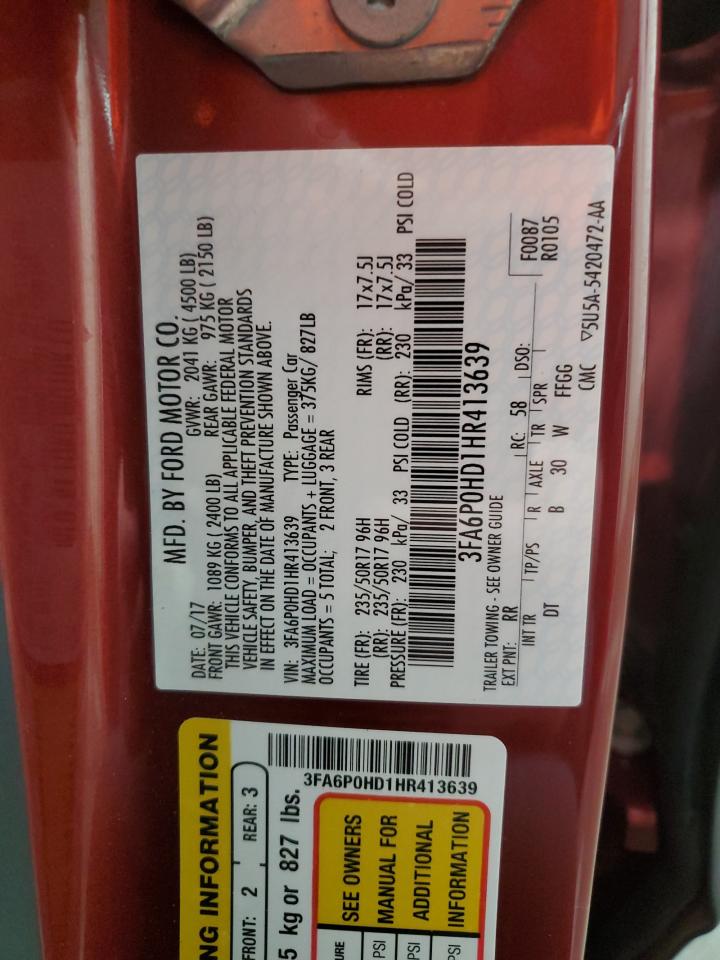 MFD. BY FORD MOTOR CO.
DATE: 07/17 GVWR: 2041 KG ( 4500 LB)
FRONT GAWR: 1089 KG ( 2400 LB) REAR GAWR: 975 KG ( 2150 LB)
THIS VEHICLE CONFORMS TO ALL APPLICABLE FEDERAL MOTOR
VEHICLE SAFETY, BUMPER, AND THEFT PREVENTION STANDARDS
IN EFFECT ON THE DATE OF MANUFACTURE SHOWN ABOVE.
VIN: 3FA6P0HD1HR413639 TYPE: Passenger Car
MAXIMUM LOAD = OCCUPANTS + LUGGAGE = 375KG/ 827LB
OCCUPANTS = 5 TOTAL; 2 FRONT, 3 REAR
TIRE (FR): 235/50R17 96H RIMS (FR): 17x7.5J
(RR): 235/50R17 96H (RR): 17x7.5J
PRESSURE (FR): 230 kPa/ 33 PSI COLD (RR): 230 kPa/ 33 PSI COLD
3FA6P0HD1HR413639
TRAILER TOWING - SEE OWNER GUIDE
EXT PNT: RR RC: 58 DSO: F0087
R0105
INT TR TP/PS R AXLE TR SPR
DT B 30 W FFGG
CMC ▽5U5A-5420472-AA
NG INFORMATION
FRONT: 2 REAR: 3
5 kg or 827 lbs.
3FA6P0HD1HR413639
URE SEE OWNERS
PSI MANUAL FOR
PSI ADDITIONAL
PSI INFORMATION